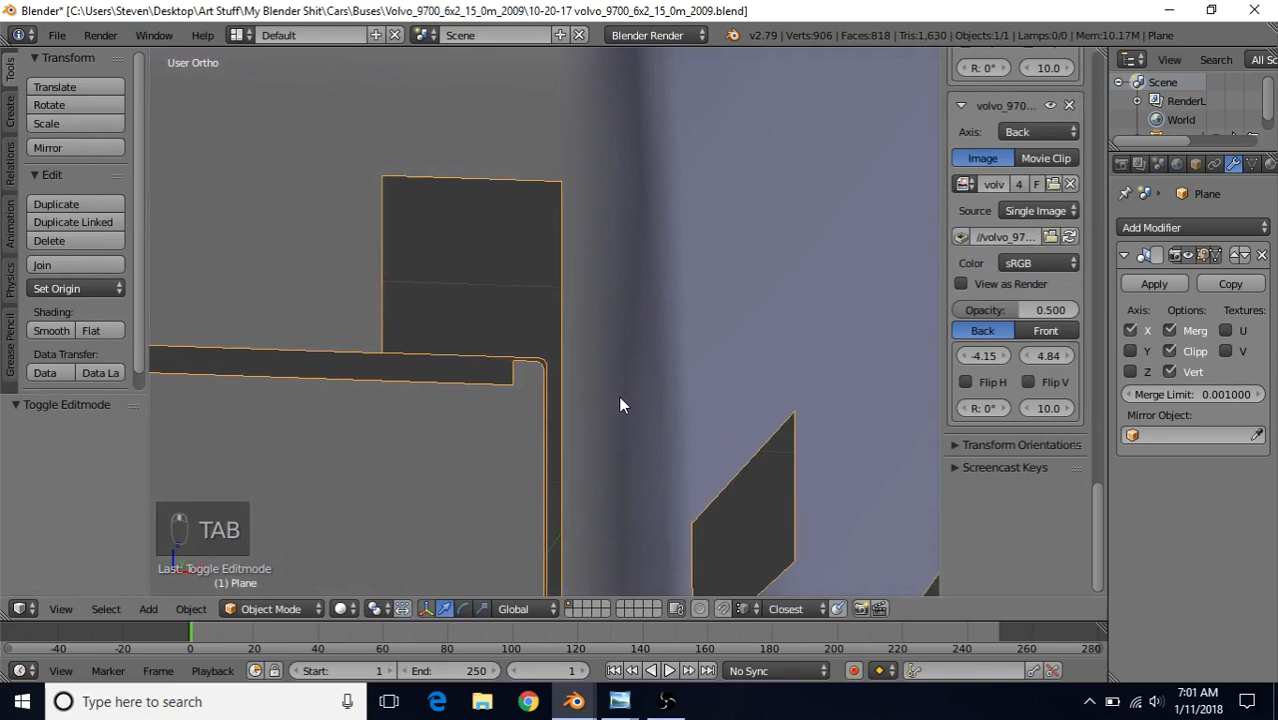 Blender* [C:\Users\Steven\Desktop\Art Stuff\My Blender Shit\Cars\Buses\Volvo_9700_6x2_15_0m_2009\10-20-17 volvo_9700_6x2_15_0m_2009.blend]
File Render Window Help Default Scene Blender Render v2.79 | Verts:906 | Faces:818 | Tris:1,630 | Objects:1/1 | Lamps:0/0 | Mem:10.17M | Plane
Tools
Create
Relations
Animation
Physics
Grease Pencil
Transform
Translate
Rotate
Scale
Mirror
Edit
Duplicate
Duplicate Linked
Delete
Join
Set Origin
Shading:
Smooth Flat
Data Transfer:
Data Data La
Toggle Editmode
User Ortho
TAB
Last: Toggle Editmode
(1) Plane
R: 0° 10.0
volvo_970...
Axis: Back
Image Movie Clip
volv 4 F
Source Single Image
//volvo_97...
Color sRGB
View as Render
Opacity: 0.500
Back Front
-4.15 4.84
Flip H Flip V
R: 0° 10.0
Transform Orientations
Screencast Keys
View Search All Sc
Scene
RenderL
World
Plane
Add Modifier
Apply Copy
Axis: Options: Textures:
X Merg U
Y Clipp V
Z Vert
Merge Limit: 0.001000
Mirror Object:
View Select Add Object Object Mode Global Closest
-40 -20 0 20 40 60 80 100 120 140 160 180 200 220 240 260 280
View Marker Frame Playback Start: 1 End: 250 1 No Sync
Type here to search
7:01 AM
1/11/2018